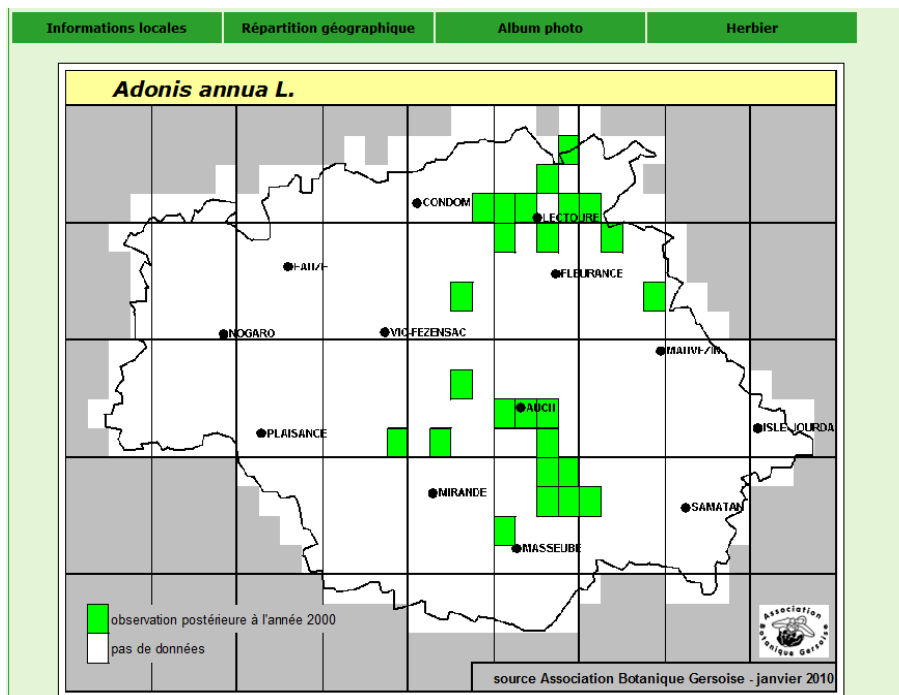 Informations locales
Répartition géographique
Album photo
Herbier
Adonis annua L.
CONDOM
LECTOURE
EAUZE
FLEURANCE
NOGARO
VIC-FEZENSAC
MAUVEZIN
AUCH
PLAISANCE
ISLE-JOURDA
MIRANDE
SAMATAN
MASSEUBE
observation postérieure à l'année 2000
pas de données
Association
Botanique Gersoise
source Association Botanique Gersoise - janvier 2010